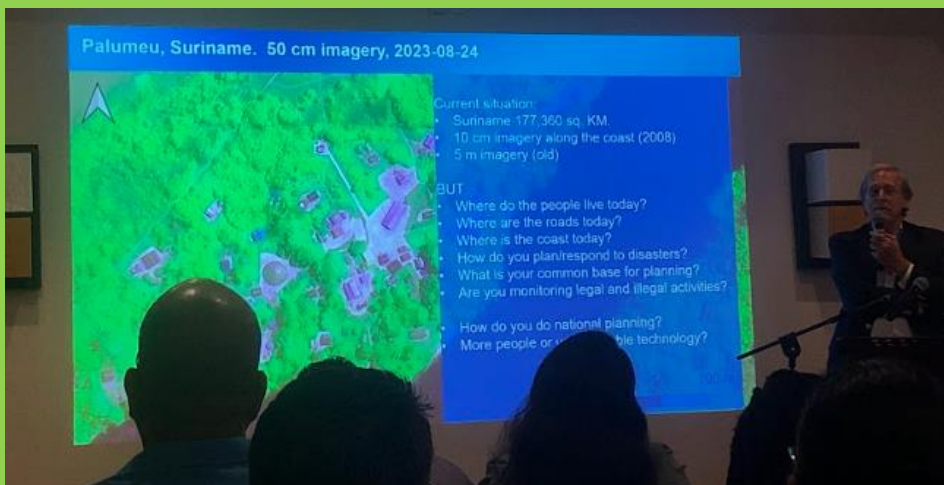 Palumeu, Suriname. 50 cm imagery, 2023-08-24
Current situation:
• Suriname 177,360 sq. KM.
• 10 cm imagery along the coast (2008)
• 5 m imagery (old)
BUT
• Where do the people live today?
• Where are the roads today?
• Where is the coast today?
• How do you plan/respond to disasters?
• What is your common base for planning?
• Are you monitoring legal and illegal activities?
• How do you do national planning?
• More people or technology?